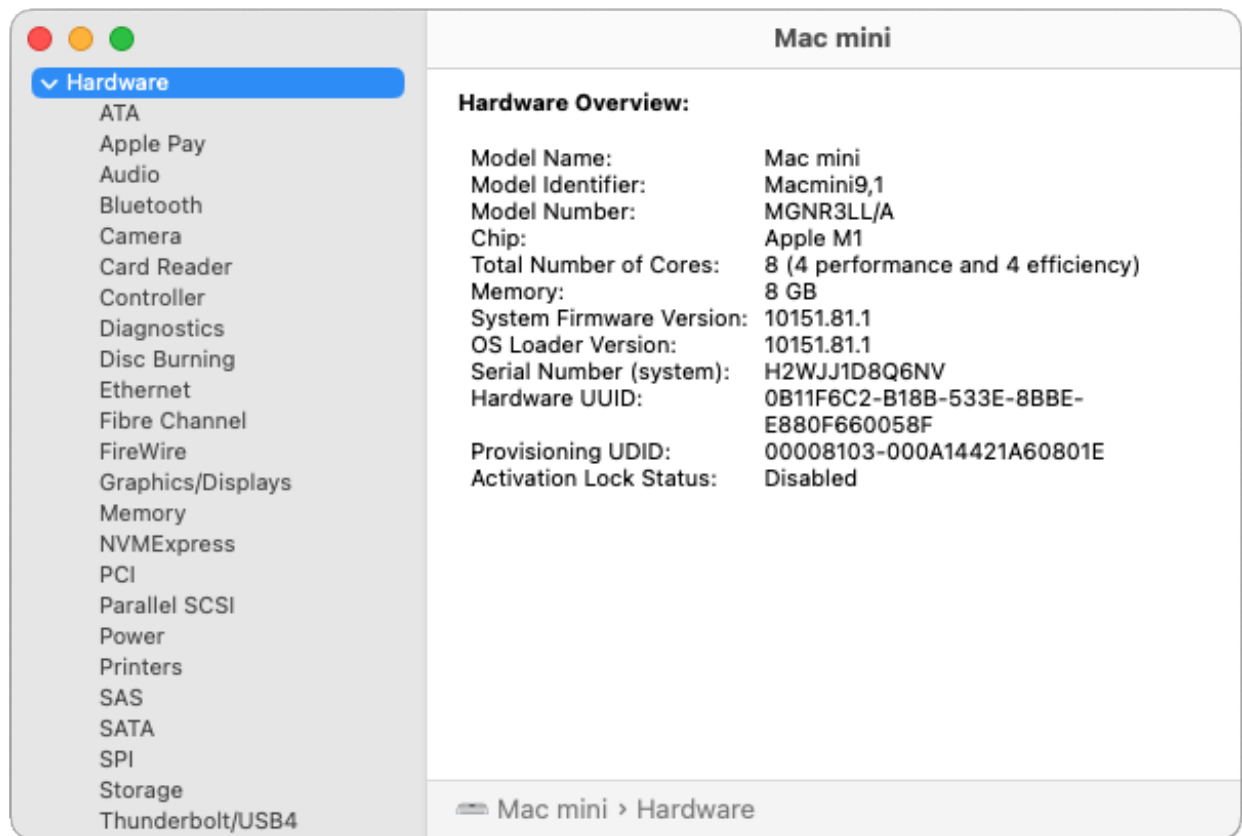 Hardware
ATA
Apple Pay
Audio
Bluetooth
Camera
Card Reader
Controller
Diagnostics
Disc Burning
Ethernet
Fibre Channel
FireWire
Graphics/Displays
Memory
NVMExpress
PCI
Parallel SCSI
Power
Printers
SAS
SATA
SPI
Storage
Thunderbolt/USB4
Mac mini
Hardware Overview:
Model Name: Mac mini
Model Identifier: Macmini9,1
Model Number: MGNR3LL/A
Chip: Apple M1
Total Number of Cores: 8 (4 performance and 4 efficiency)
Memory: 8 GB
System Firmware Version: 10151.81.1
OS Loader Version: 10151.81.1
Serial Number (system): H2WJJ1D8Q6NV
Hardware UUID: 0B11F6C2-B18B-533E-8BBE-
E880F660058F
Provisioning UDID: 00008103-000A14421A60801E
Activation Lock Status: Disabled
Mac mini › Hardware